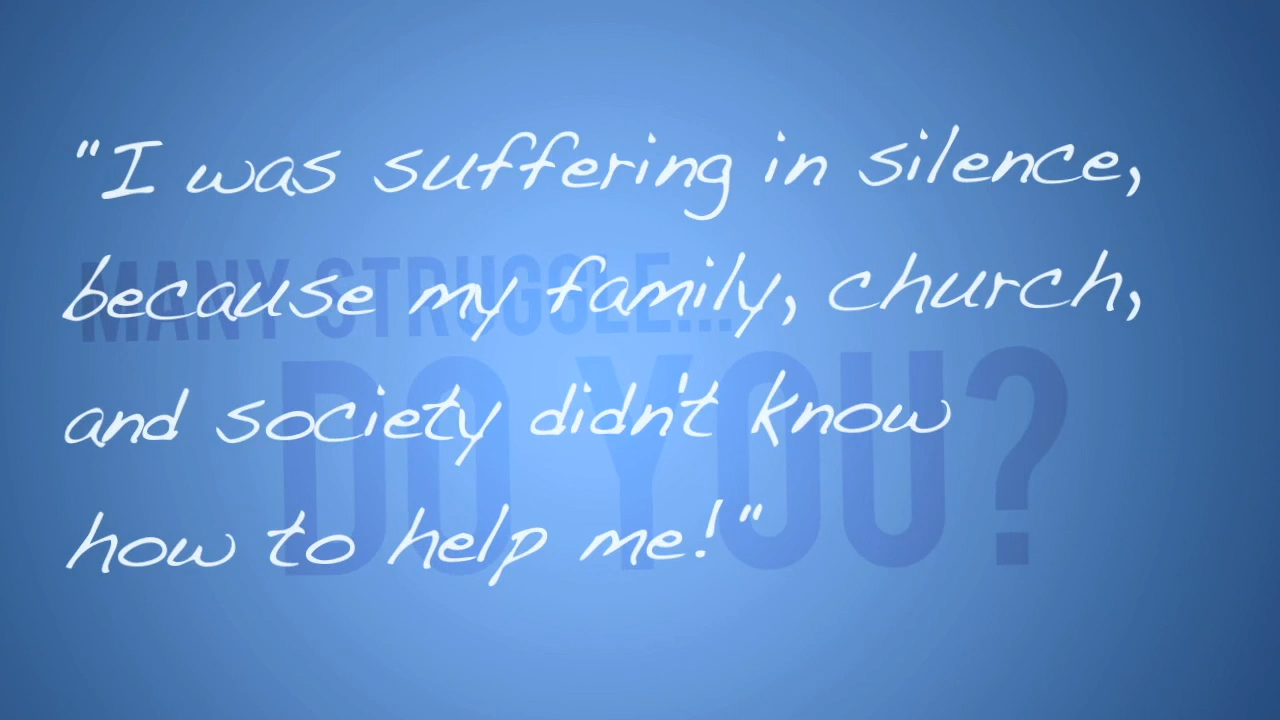 "I was suffering in silence,
because my family, church,
and society didn't know
how to help me!"
MANY STRUGGLE...
DO YOU?